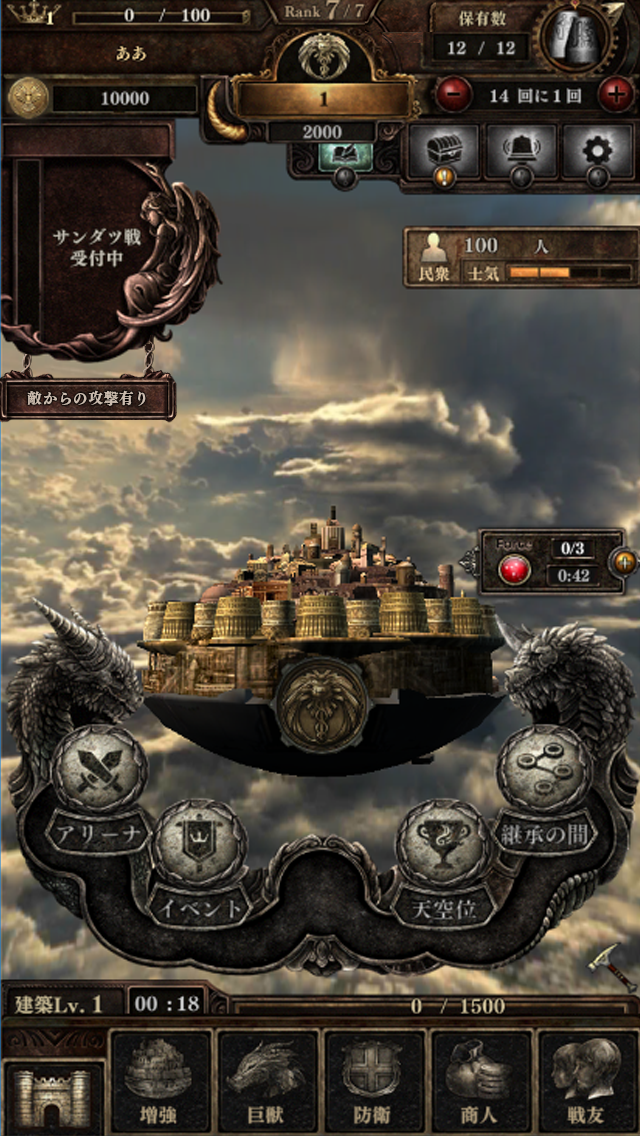 1
0 / 100
Rank 7/7
保有数
12 / 12
ああ
10000
1
14 回に1回
2000
サンダツ戦
受付中
100 人
民衆 士気
敵からの攻撃有り
Force
0/3
0:42
アリーナ
継承の間
イベント
天空位
建築Lv. 1
00 : 18
0 / 1500
増強
巨獣
防衛
商人
戦友